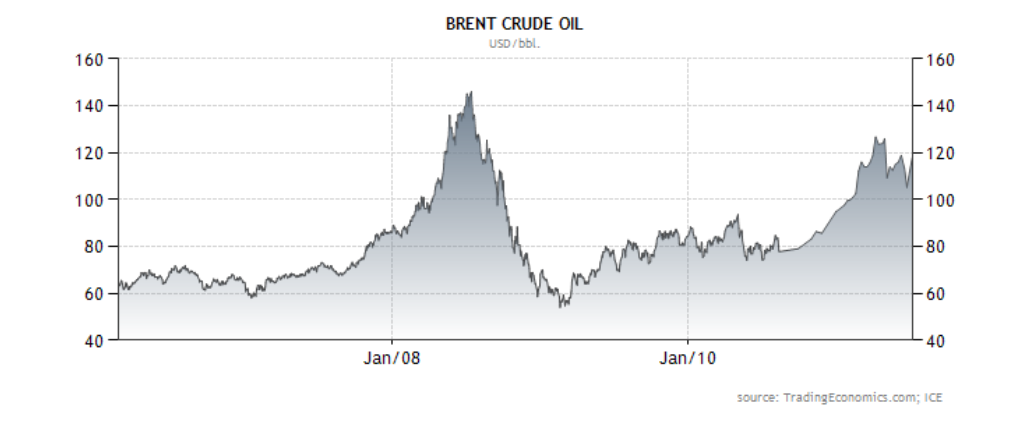 BRENT CRUDE OIL
USD/bbl.
160 160
140 140
120 120
100 100
80 80
60 60
40 40
Jan/08 Jan/10
source: TradingEconomics.com; ICE